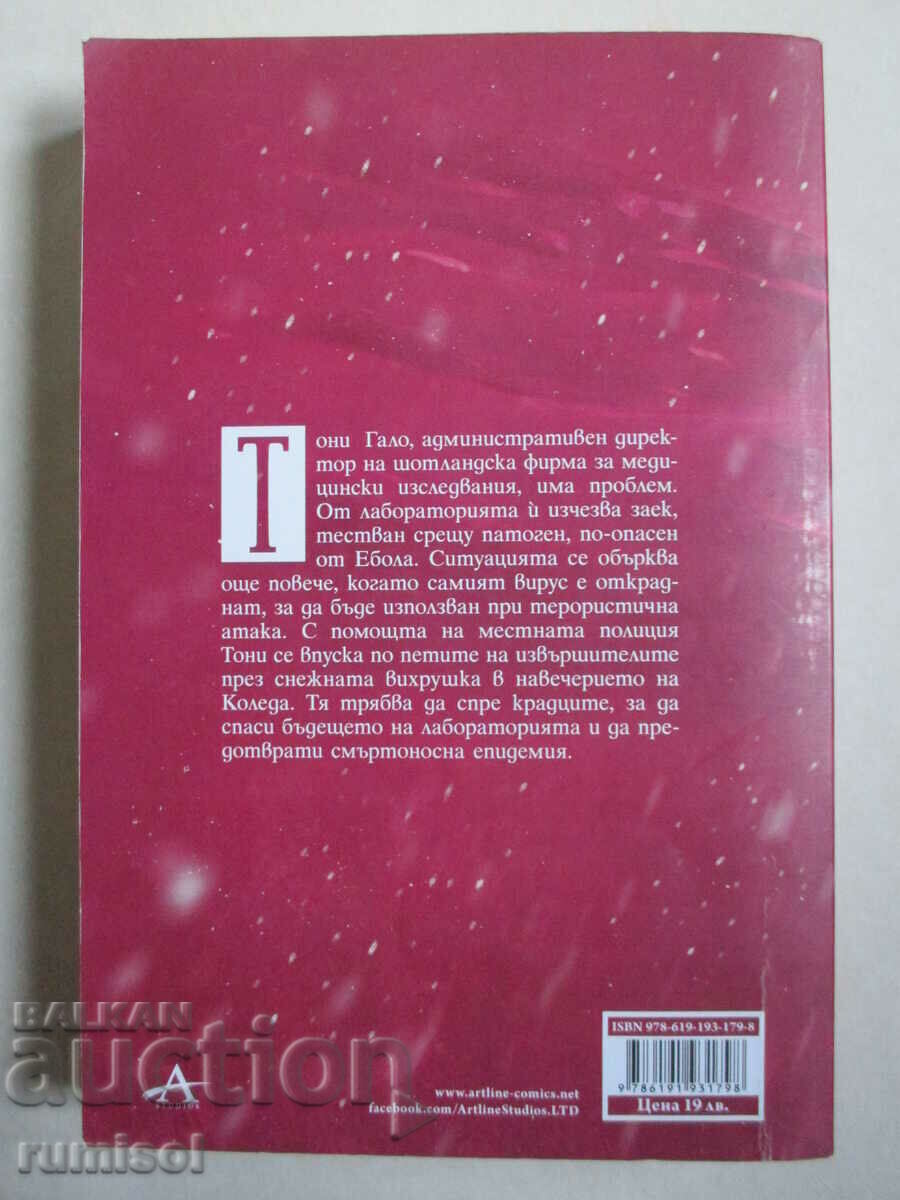 Тони Гало, административен дирек-
тор на шотландска фирма за меди-
цински изследвания, има проблем.
От лабораторията ѝ изчезва заек,
тестван срещу патоген, по-опасен
от Ебола. Ситуацията се обърква
още повече, когато самият вирус е открад-
нат, за да бъде използван при терористична
атака. С помощта на местната полиция
Тони се впуска по петите на извършителите
през снежната вихрушка в навечерието на
Коледа. Тя трябва да спре крадците, за да
спаси бъдещето на лабораторията и да пре-
дотврати смъртоносна епидемия.
ISBN 978-619-193-179-8
9 786191 931798
Цена 19 лв.
www.artline-comics.net
facebook.com/ArtlineStudios.LTD
A
STUDIOS
BALKAN
auction
rumisol